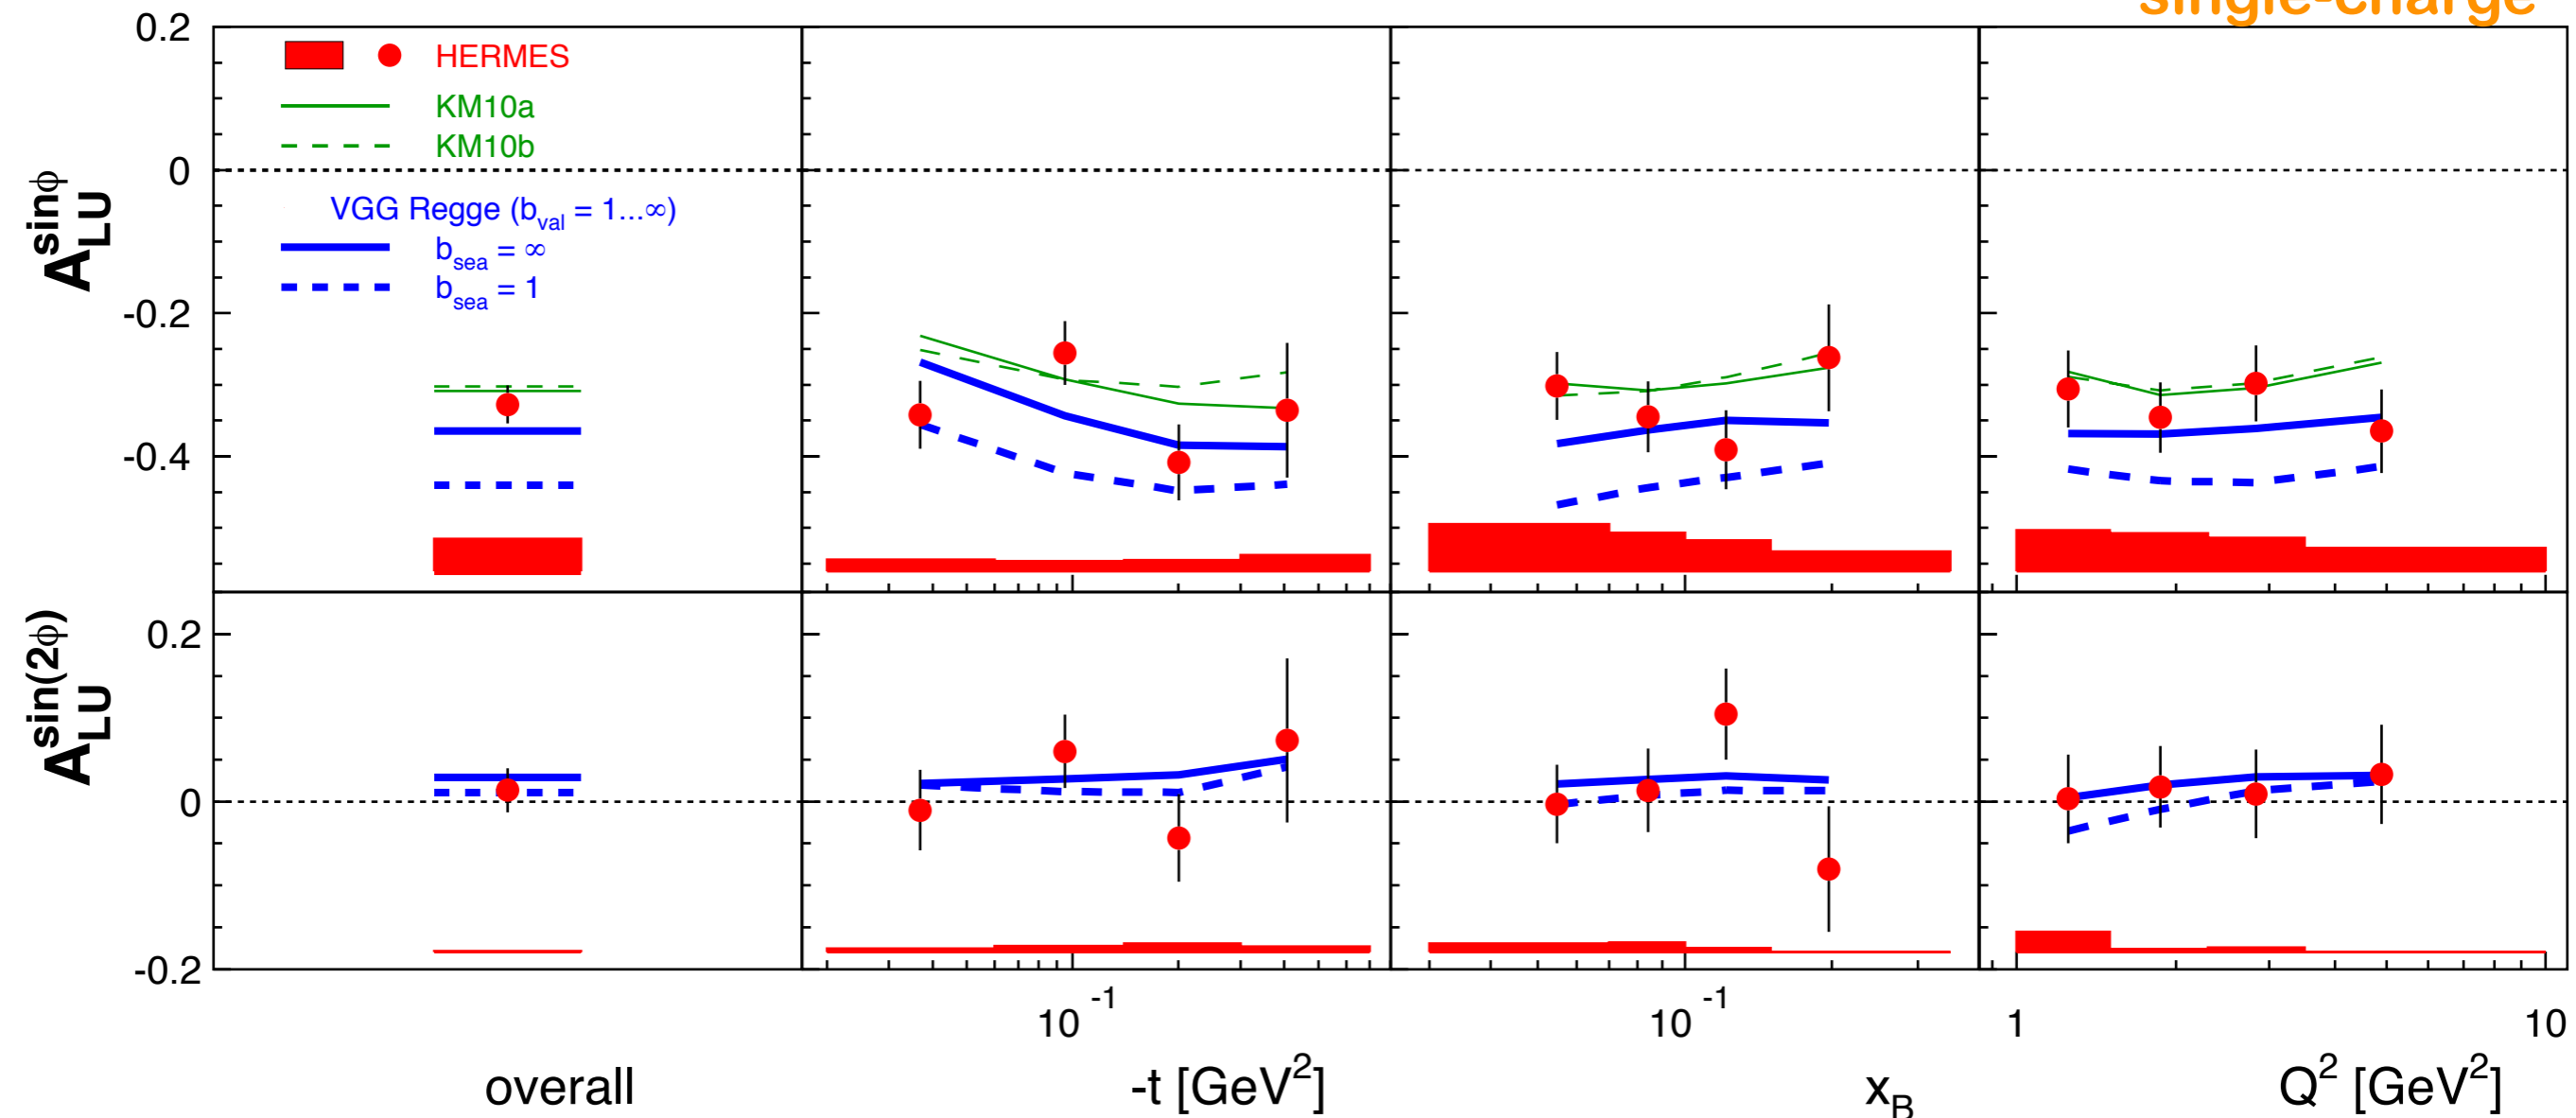 single-charge
0.2
HERMES
KM10a
KM10b
0
VGG Regge (b_val = 1...∞)
b_sea = ∞
b_sea = 1
-0.2
-0.4
A_LU^sinϕ
0.2
0
-0.2
A_LU^sin(2ϕ)
10^-1
10^-1
1
10
overall
-t [GeV²]
x_B
Q² [GeV²]